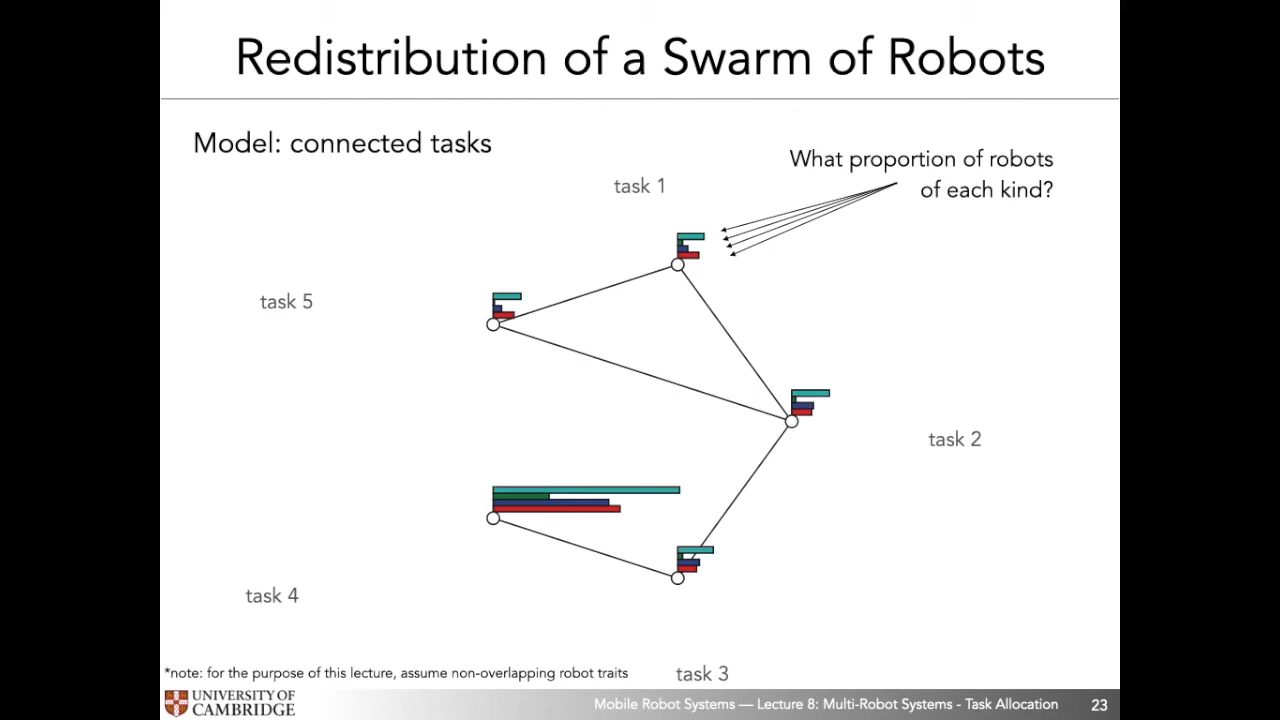 Redistribution of a Swarm of Robots
Model: connected tasks
What proportion of robots
of each kind?
task 1
task 5
task 2
task 4
task 3
*note: for the purpose of this lecture, assume non-overlapping robot traits
UNIVERSITY OF
CAMBRIDGE
Mobile Robot Systems — Lecture 8: Multi-Robot Systems - Task Allocation
23